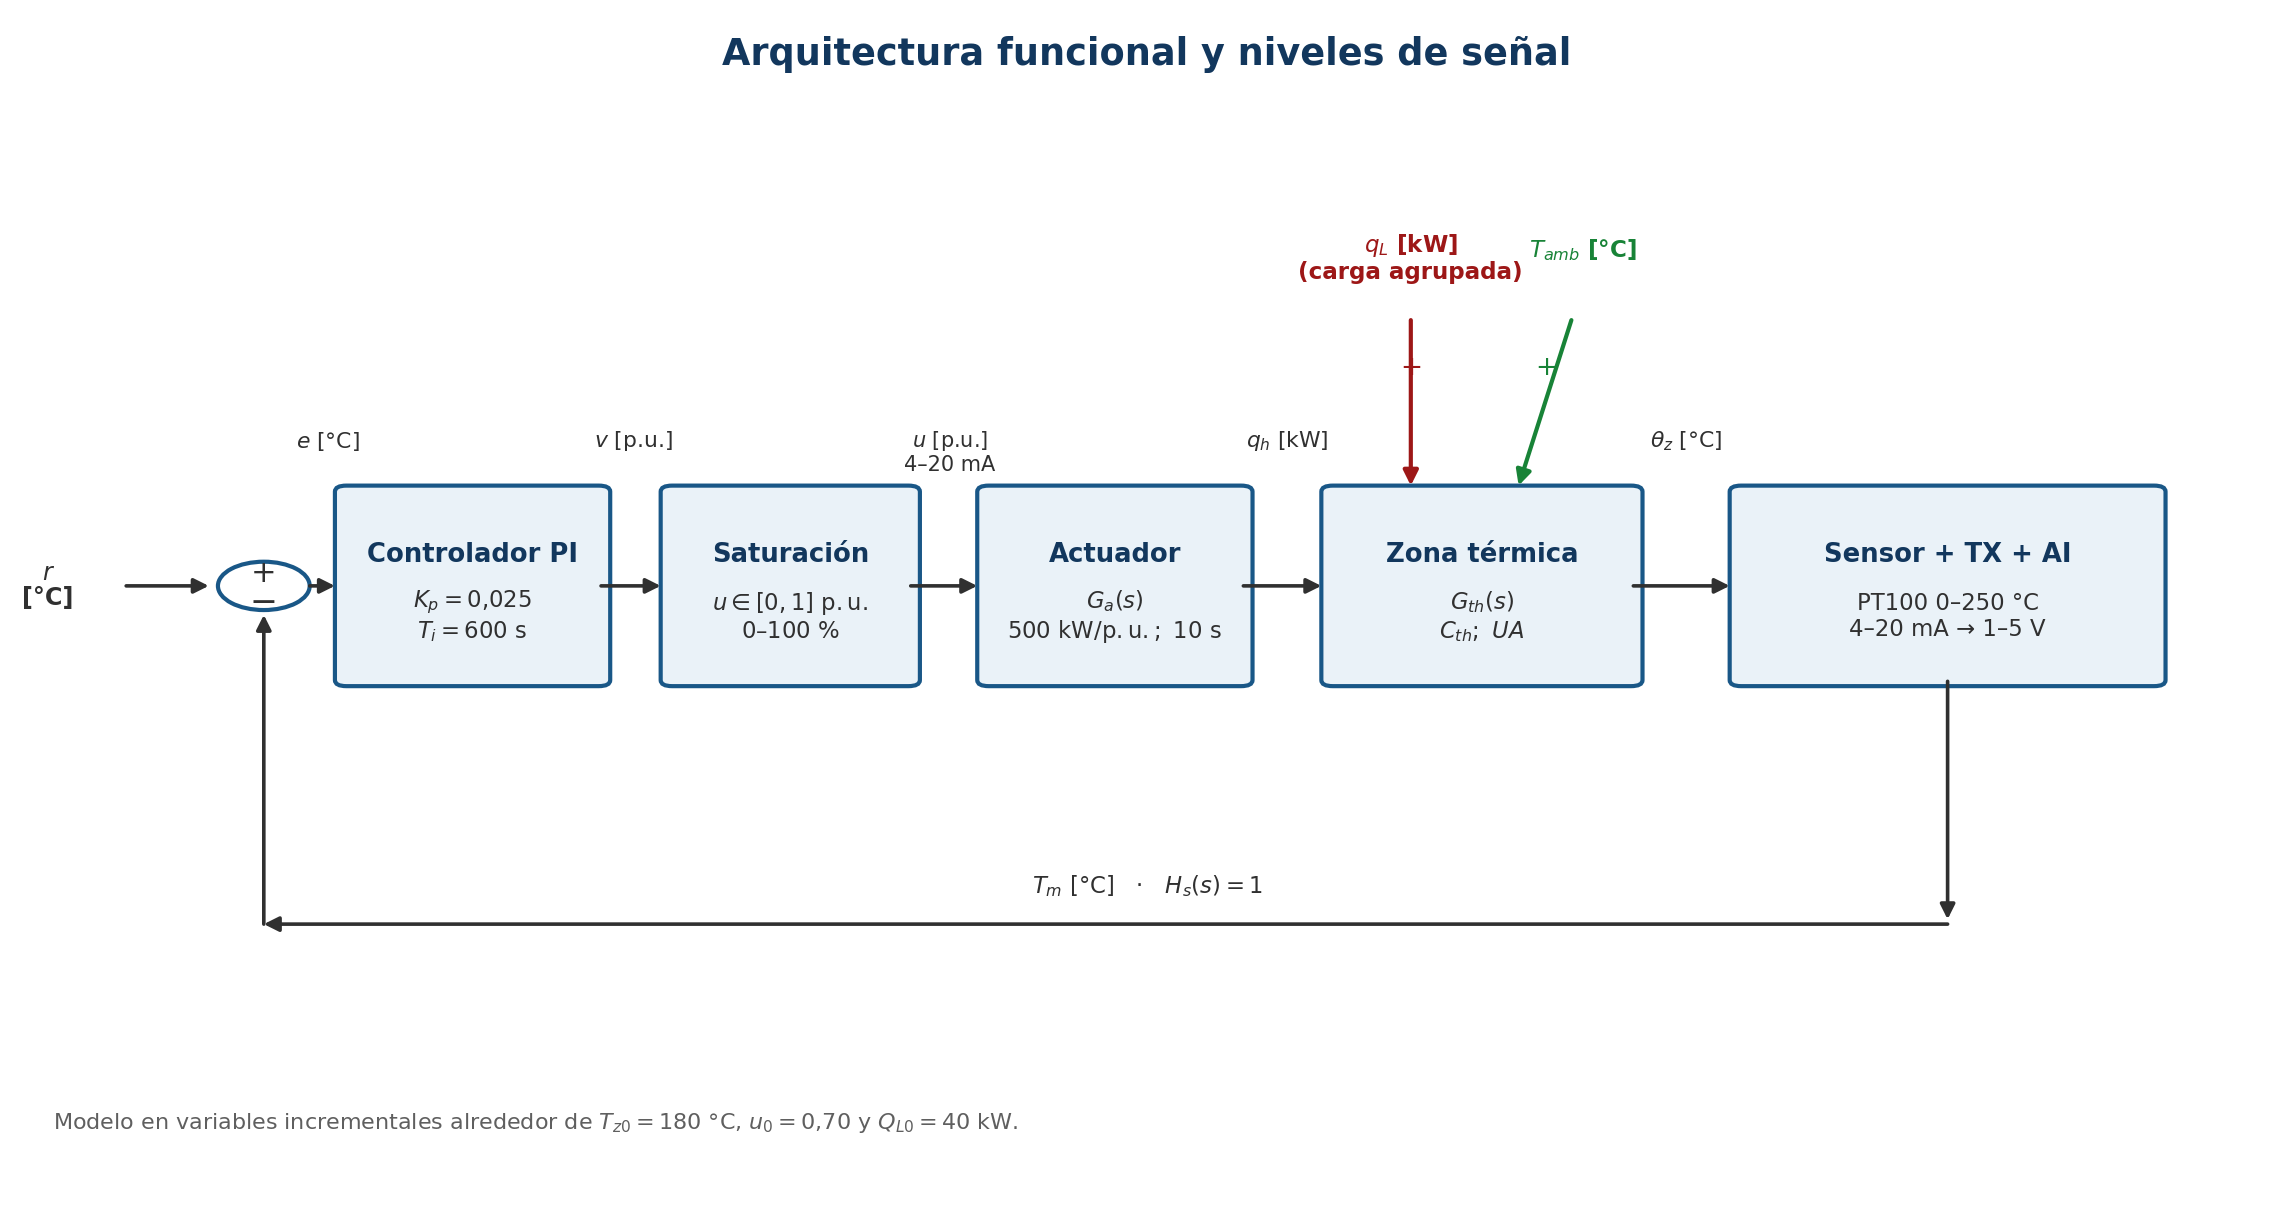 Arquitectura funcional y niveles de señal
q_L [kW]
(carga agrupada)
T_amb [°C]
+
+
e [°C]
v [p.u.]
u [p.u.]
4–20 mA
q_h [kW]
θ_z [°C]
r
[°C]
+
−
Controlador PI
K_p = 0,025
T_i = 600 s
Saturación
u ∈ [0, 1] p.u.
0–100 %
Actuador
G_a(s)
500 kW/p.u.; 10 s
Zona térmica
G_th(s)
C_th; UA
Sensor + TX + AI
PT100 0–250 °C
4–20 mA → 1–5 V
T_m [°C] · H_s(s) = 1
Modelo en variables incrementales alrededor de T_z0 = 180 °C, u_0 = 0,70 y Q_L0 = 40 kW.